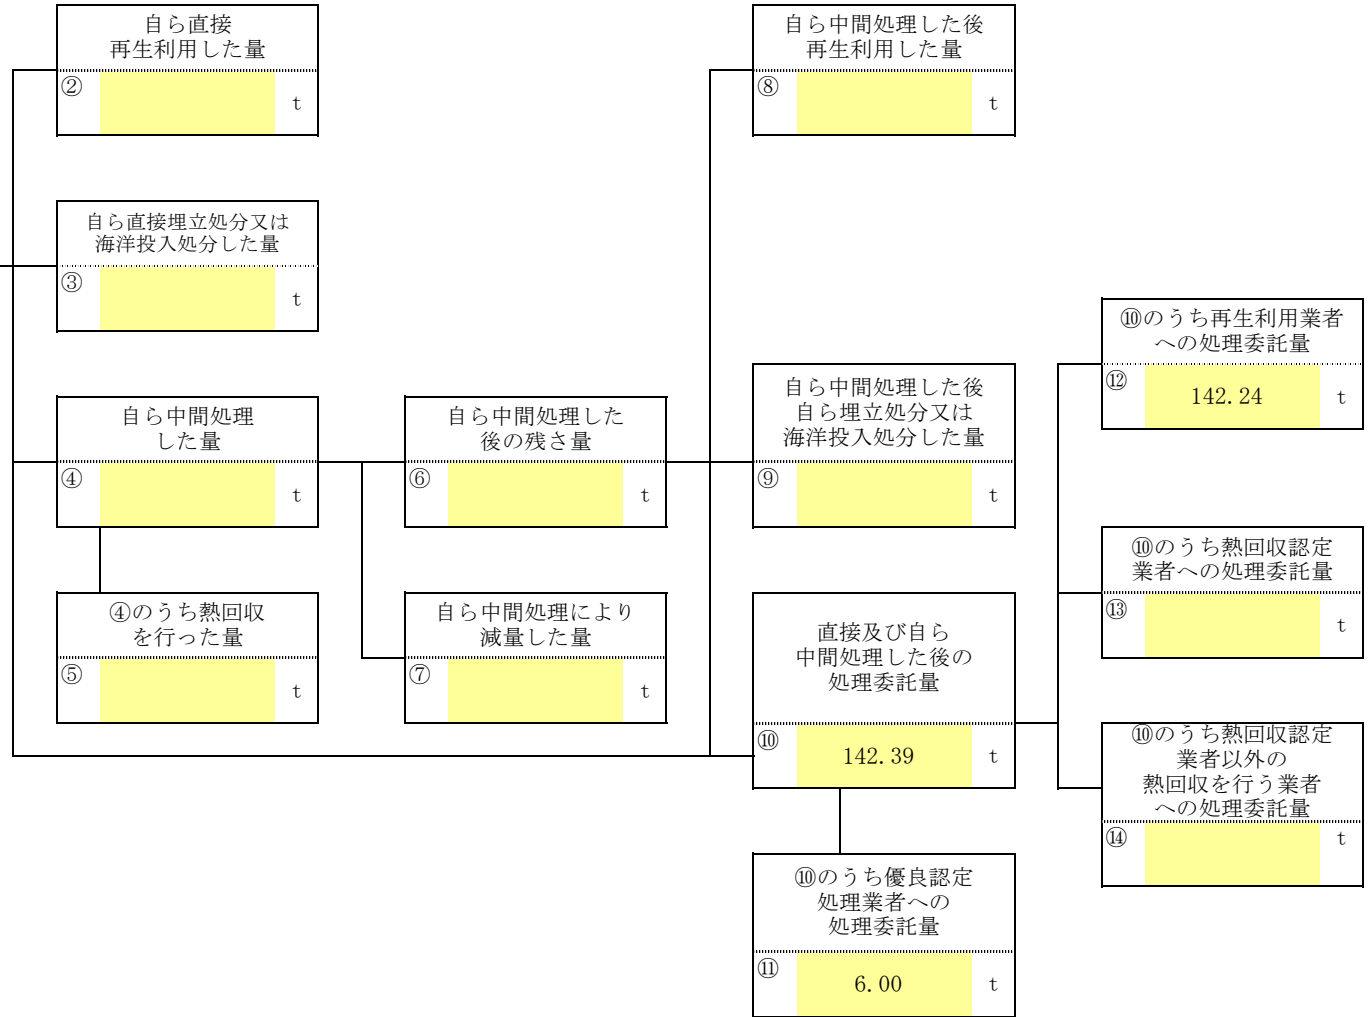 自ら直接
再生利用した量
②
t
自ら直接埋立処分又は
海洋投入処分した量
③
t
自ら中間処理
した量
④
t
④のうち熱回収
を行った量
⑤
t
自ら中間処理した
後の残さ量
⑥
t
自ら中間処理により
減量した量
⑦
t
自ら中間処理した後
再生利用した量
⑧
t
自ら中間処理した後
自ら埋立処分又は
海洋投入処分した量
⑨
t
直接及び自ら
中間処理した後の
処理委託量
⑩ 142.39 t
⑩のうち優良認定
処理業者への
処理委託量
⑪ 6.00 t
⑩のうち再生利用業者
への処理委託量
⑫ 142.24 t
⑩のうち熱回収認定
業者への処理委託量
⑬
t
⑩のうち熱回収認定
業者以外の
熱回収を行う業者
への処理委託量
⑭
t